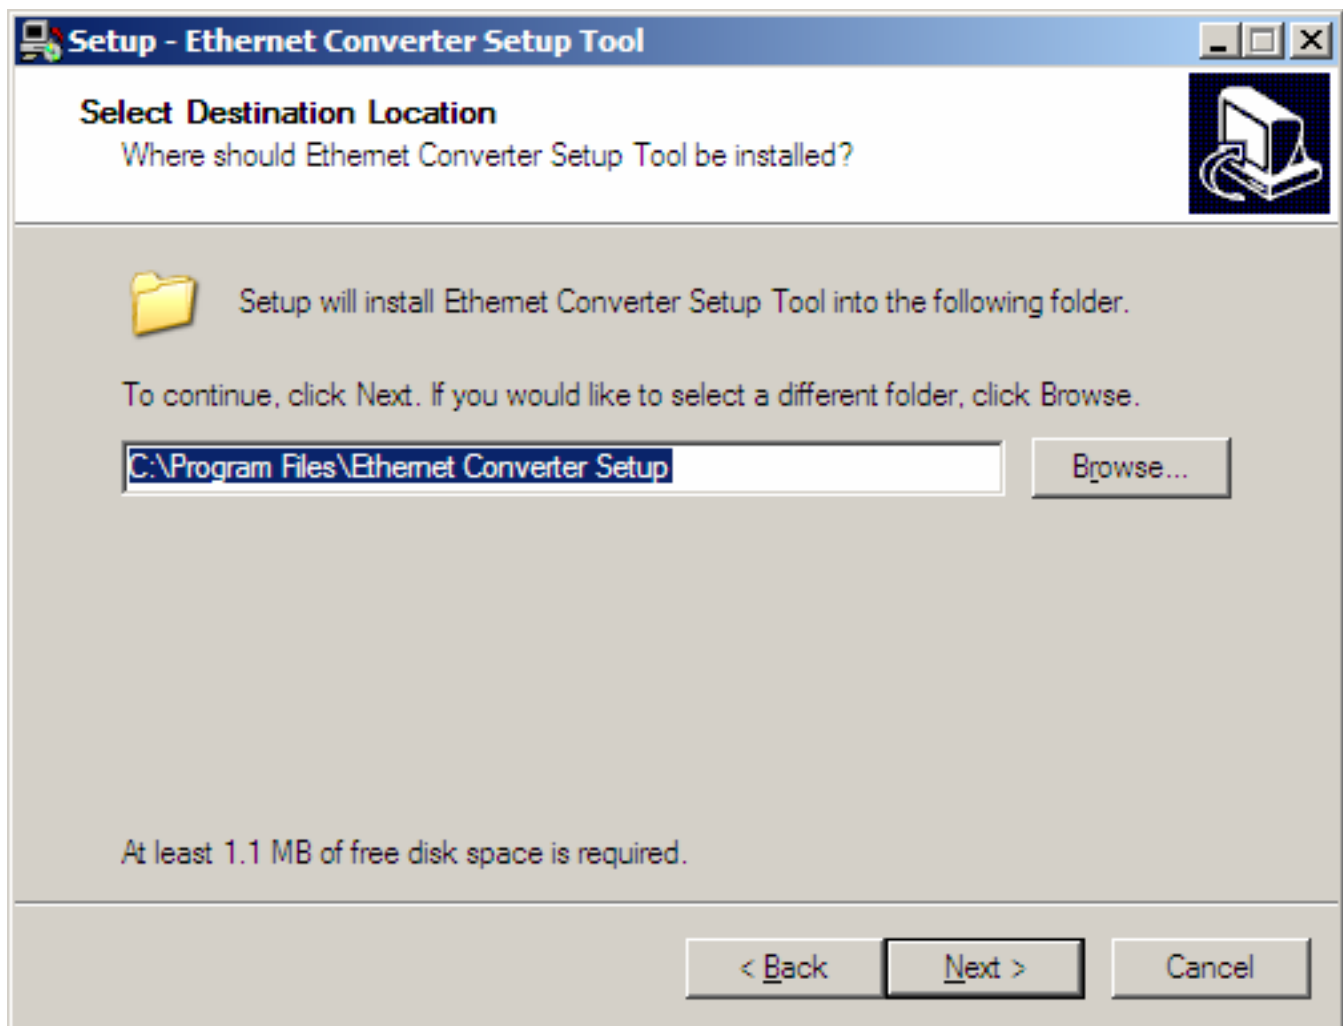 Setup - Ethernet Converter Setup Tool
Select Destination Location
Where should Ethernet Converter Setup Tool be installed?
Setup will install Ethernet Converter Setup Tool into the following folder.
To continue, click Next. If you would like to select a different folder, click Browse.
C:\Program Files\Ethernet Converter Setup
Browse...
At least 1.1 MB of free disk space is required.
< Back
Next >
Cancel